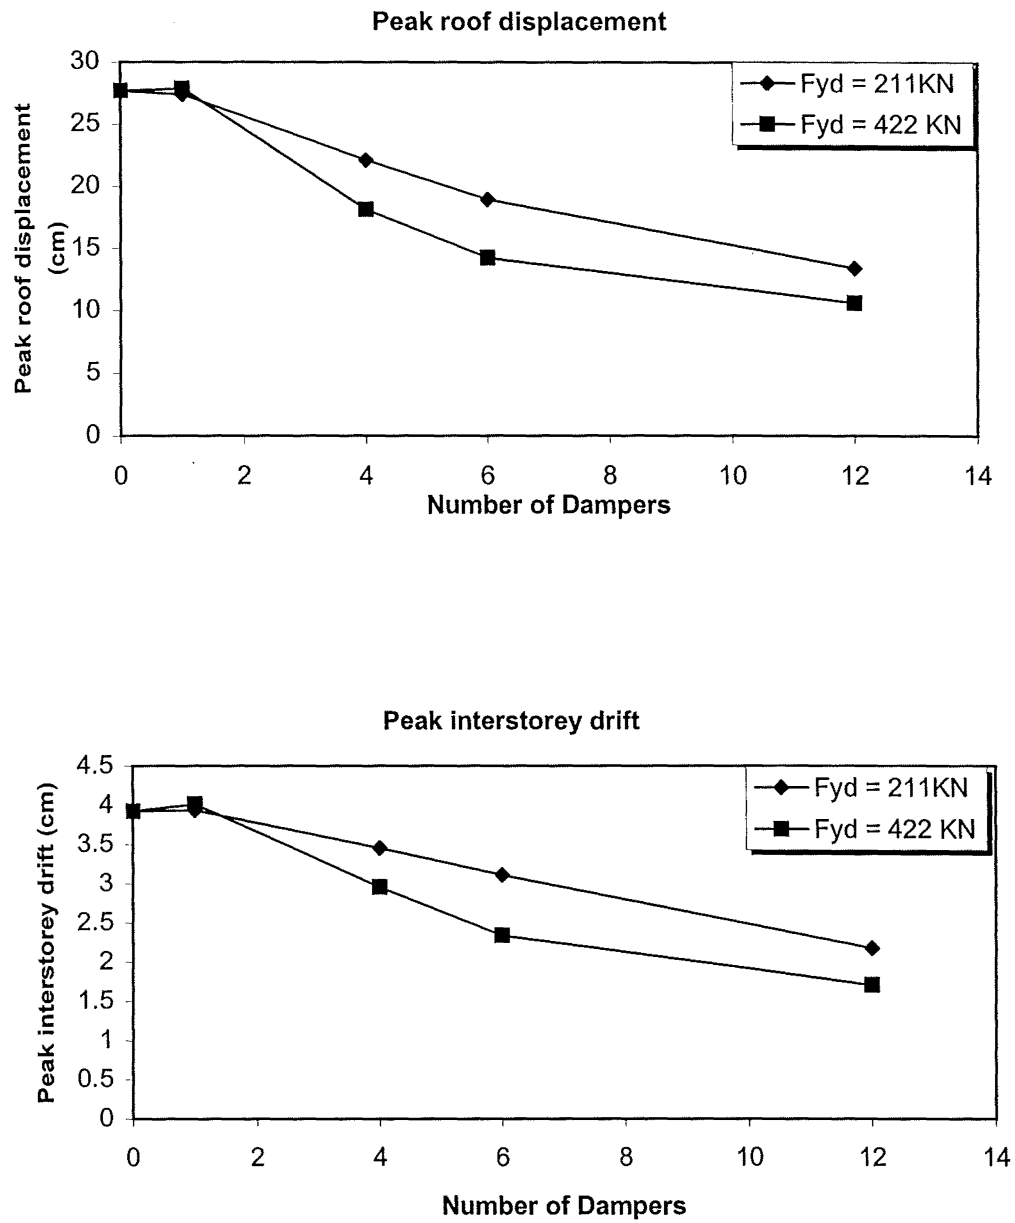 Peak roof displacement
30
25
20
15
10
5
0
Peak roof displacement
(cm)
Fyd = 211KN
Fyd = 422 KN
0 2 4 6 8 10 12 14
Number of Dampers
Peak interstorey drift
4.5
4
3.5
3
2.5
2
1.5
1
0.5
0
Peak interstorey drift (cm)
Fyd = 211KN
Fyd = 422 KN
0 2 4 6 8 10 12 14
Number of Dampers